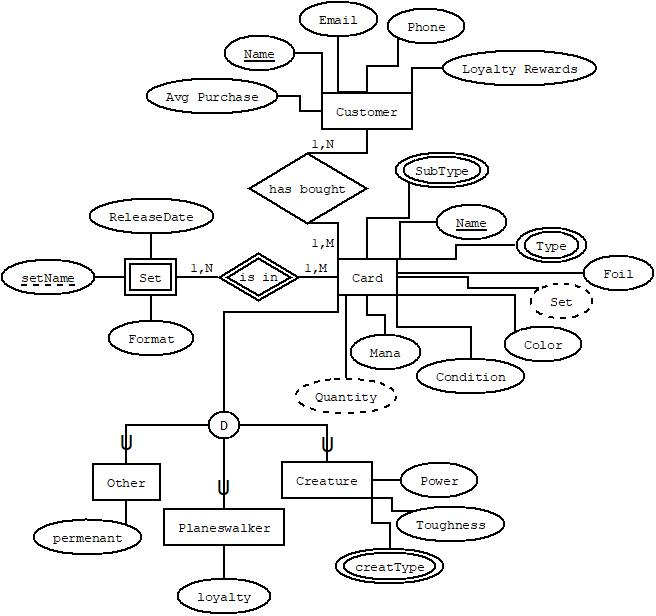 Email
Phone
Name
Loyalty Rewards
Avg Purchase
Customer
1,N
has bought
SubType
ReleaseDate
Name
1,M
Type
setName
Set
1,N
is in
1,M
Card
Foil
Set
Format
Mana
Color
Condition
Quantity
D
Other
Creature
Power
Planeswalker
Toughness
permenant
creatType
loyalty